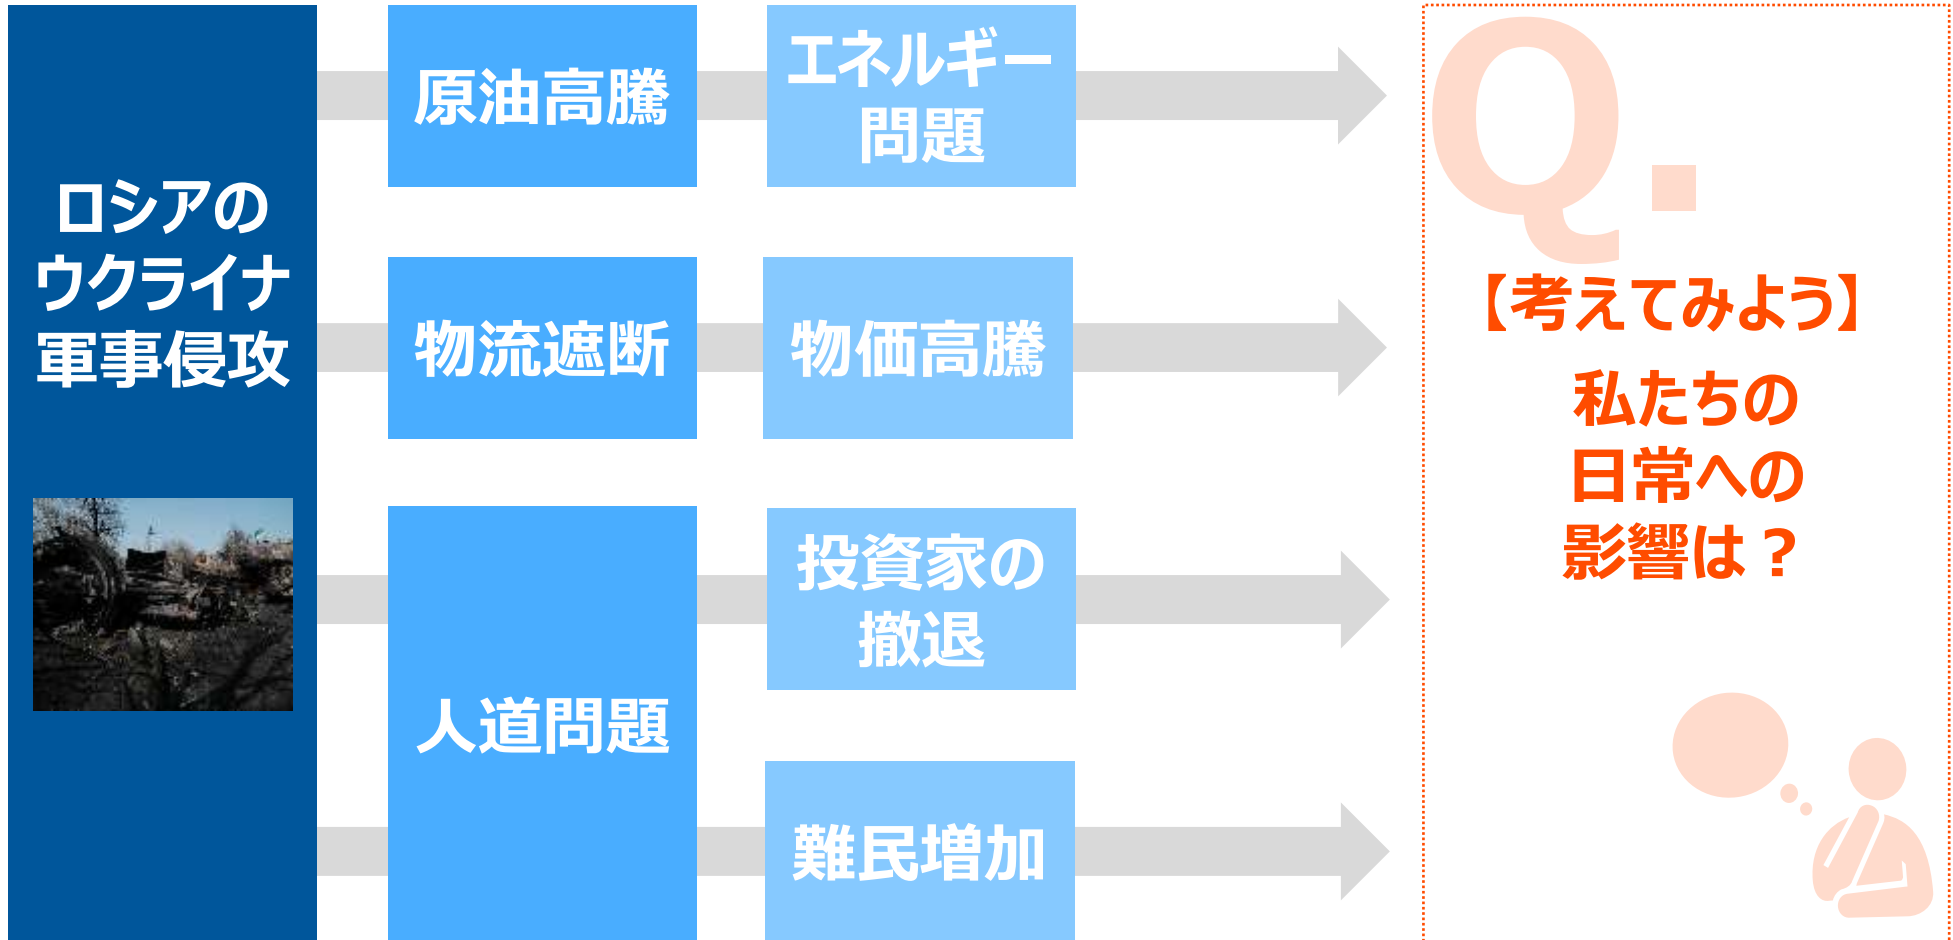 ロシアの
ウクライナ
軍事侵攻
原油高騰
エネルギー
問題
物流遮断
物価高騰
人道問題
投資家の
撤退
難民増加
Q.
【考えてみよう】
私たちの
日常への
影響は？